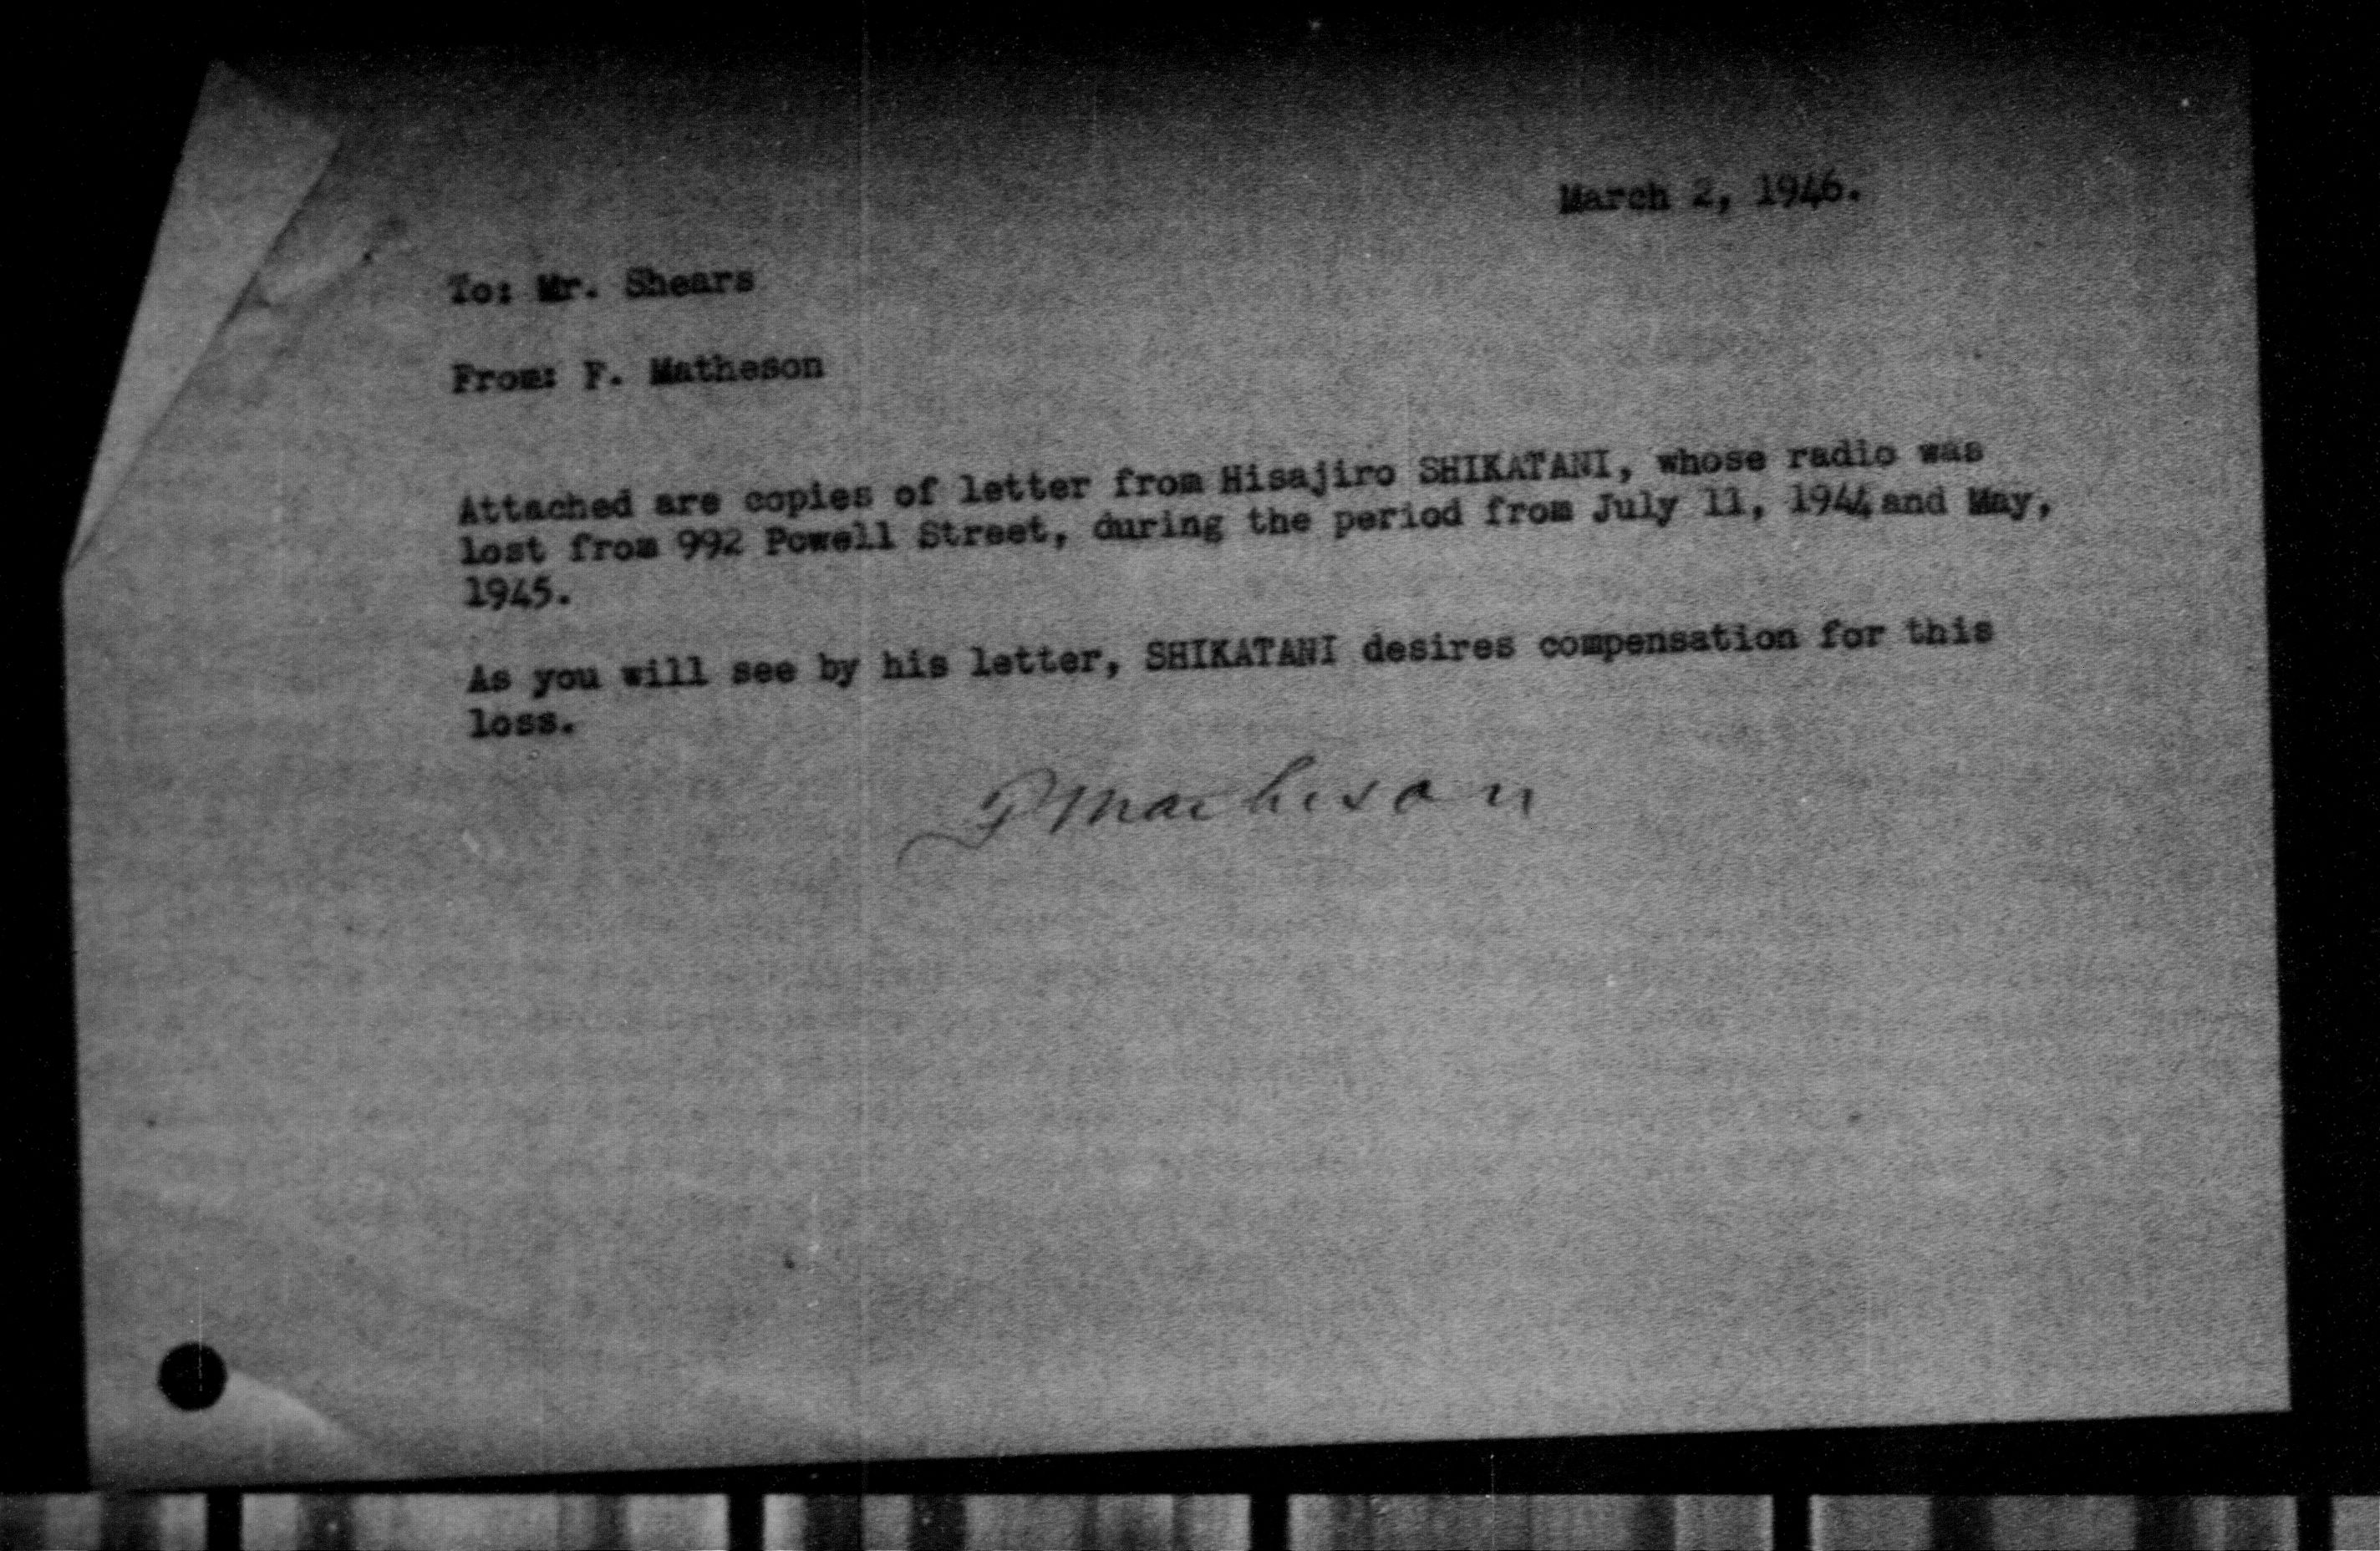 March 2, 1946.
To: Mr. Shears
From: F. Matheson
Attached are copies of letter from Hisajiro SHIKATANI, whose radio was
lost from 992 Powell Street, during the period from July 11, 1944 and May,
1945.
As you will see by his letter, SHIKATANI desires compensation for this
loss.
F Matheson